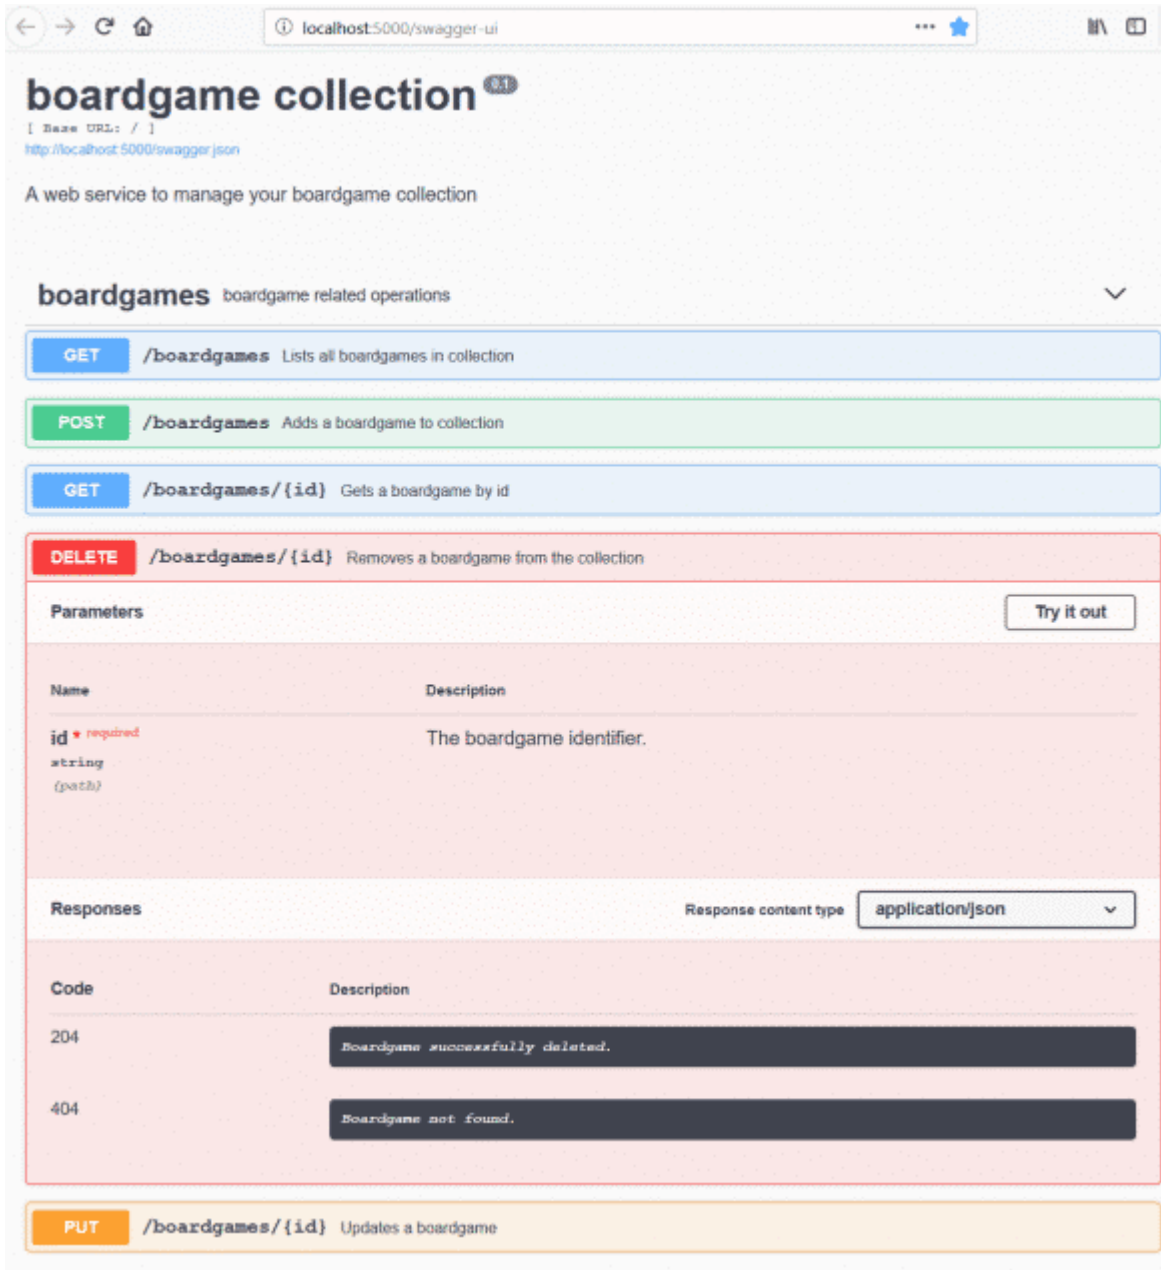 localhost:5000/swagger-ui
boardgame collection 0.1
[ Base URL: / ]
http://localhost:5000/swagger.json
A web service to manage your boardgame collection
boardgames boardgame related operations
GET /boardgames Lists all boardgames in collection
POST /boardgames Adds a boardgame to collection
GET /boardgames/{id} Gets a boardgame by id
DELETE /boardgames/{id} Removes a boardgame from the collection
Parameters Try it out
Name Description
id * required The boardgame identifier.
string
(path)
Responses Response content type application/json
Code Description
204 Boardgame successfully deleted.
404 Boardgame not found.
PUT /boardgames/{id} Updates a boardgame